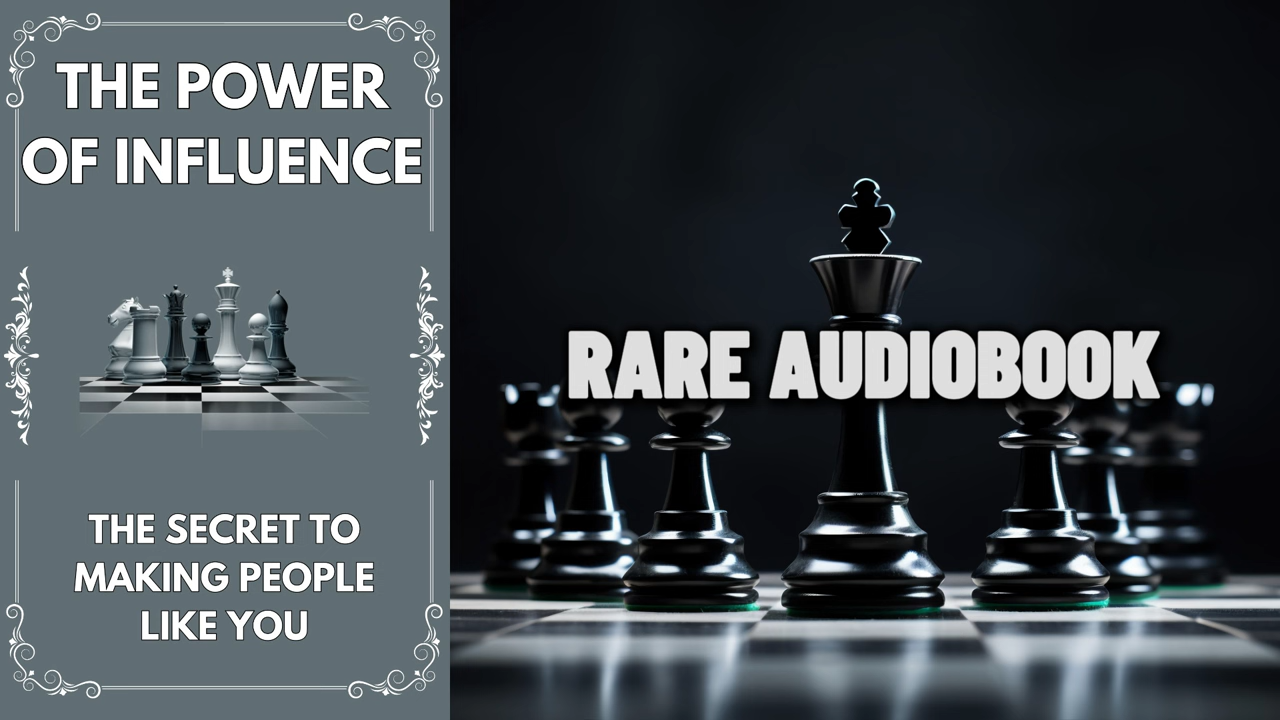 THE POWER
OF INFLUENCE
THE SECRET TO
MAKING PEOPLE
LIKE YOU
RARE AUDIOBOOK